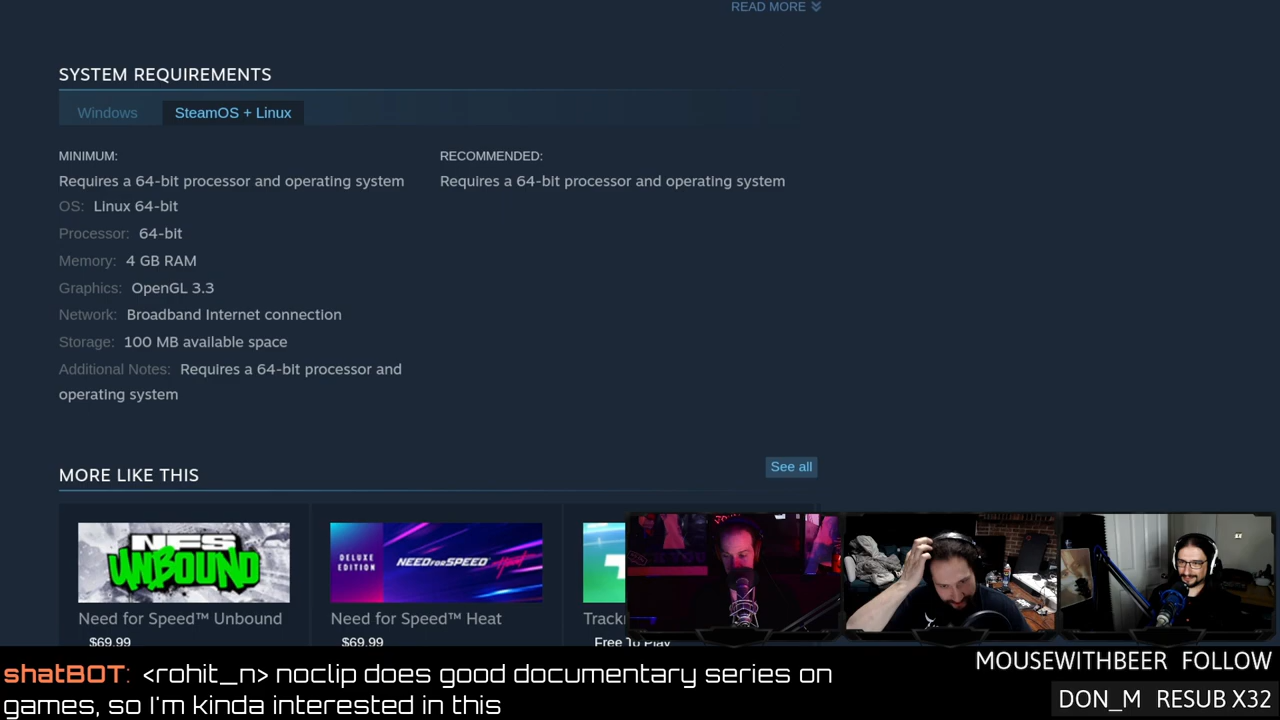 READ MORE
SYSTEM REQUIREMENTS
Windows
SteamOS + Linux
MINIMUM:
Requires a 64-bit processor and operating system
OS: Linux 64-bit
Processor: 64-bit
Memory: 4 GB RAM
Graphics: OpenGL 3.3
Network: Broadband Internet connection
Storage: 100 MB available space
Additional Notes: Requires a 64-bit processor and
operating system
RECOMMENDED:
Requires a 64-bit processor and operating system
MORE LIKE THIS
See all
NFS
UNBOUND
Need for Speed™ Unbound
$69.99
DELUXE
EDITION
NEED FOR SPEED HEAT
Need for Speed™ Heat
$69.99
Free To Play
shatBOT: <rohit_n> noclip does good documentary series on
games, so I'm kinda interested in this
MOUSEWITHBEER FOLLOW
DON_M RESUB X32